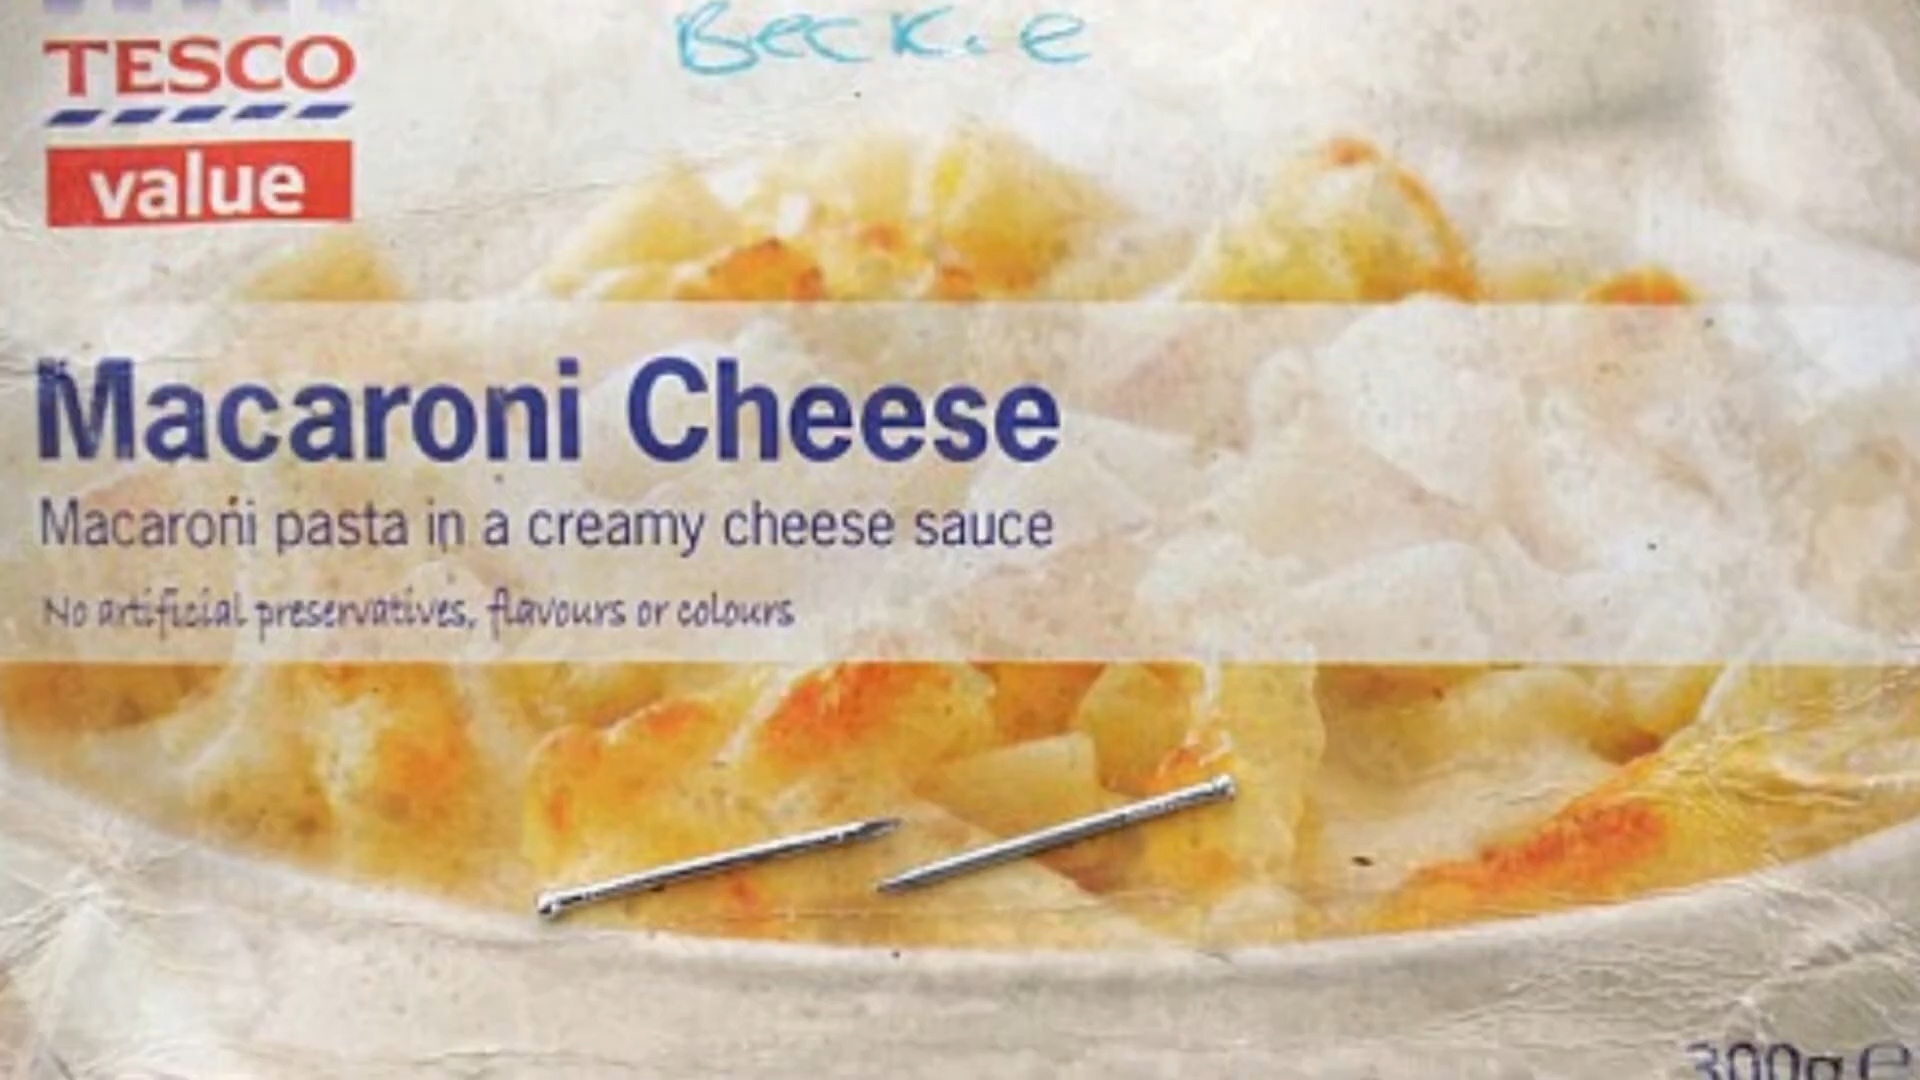 Beckie
TESCO
value
Macaroni Cheese
Macaroni pasta in a creamy cheese sauce
No artificial preservatives, flavours or colours
300g e